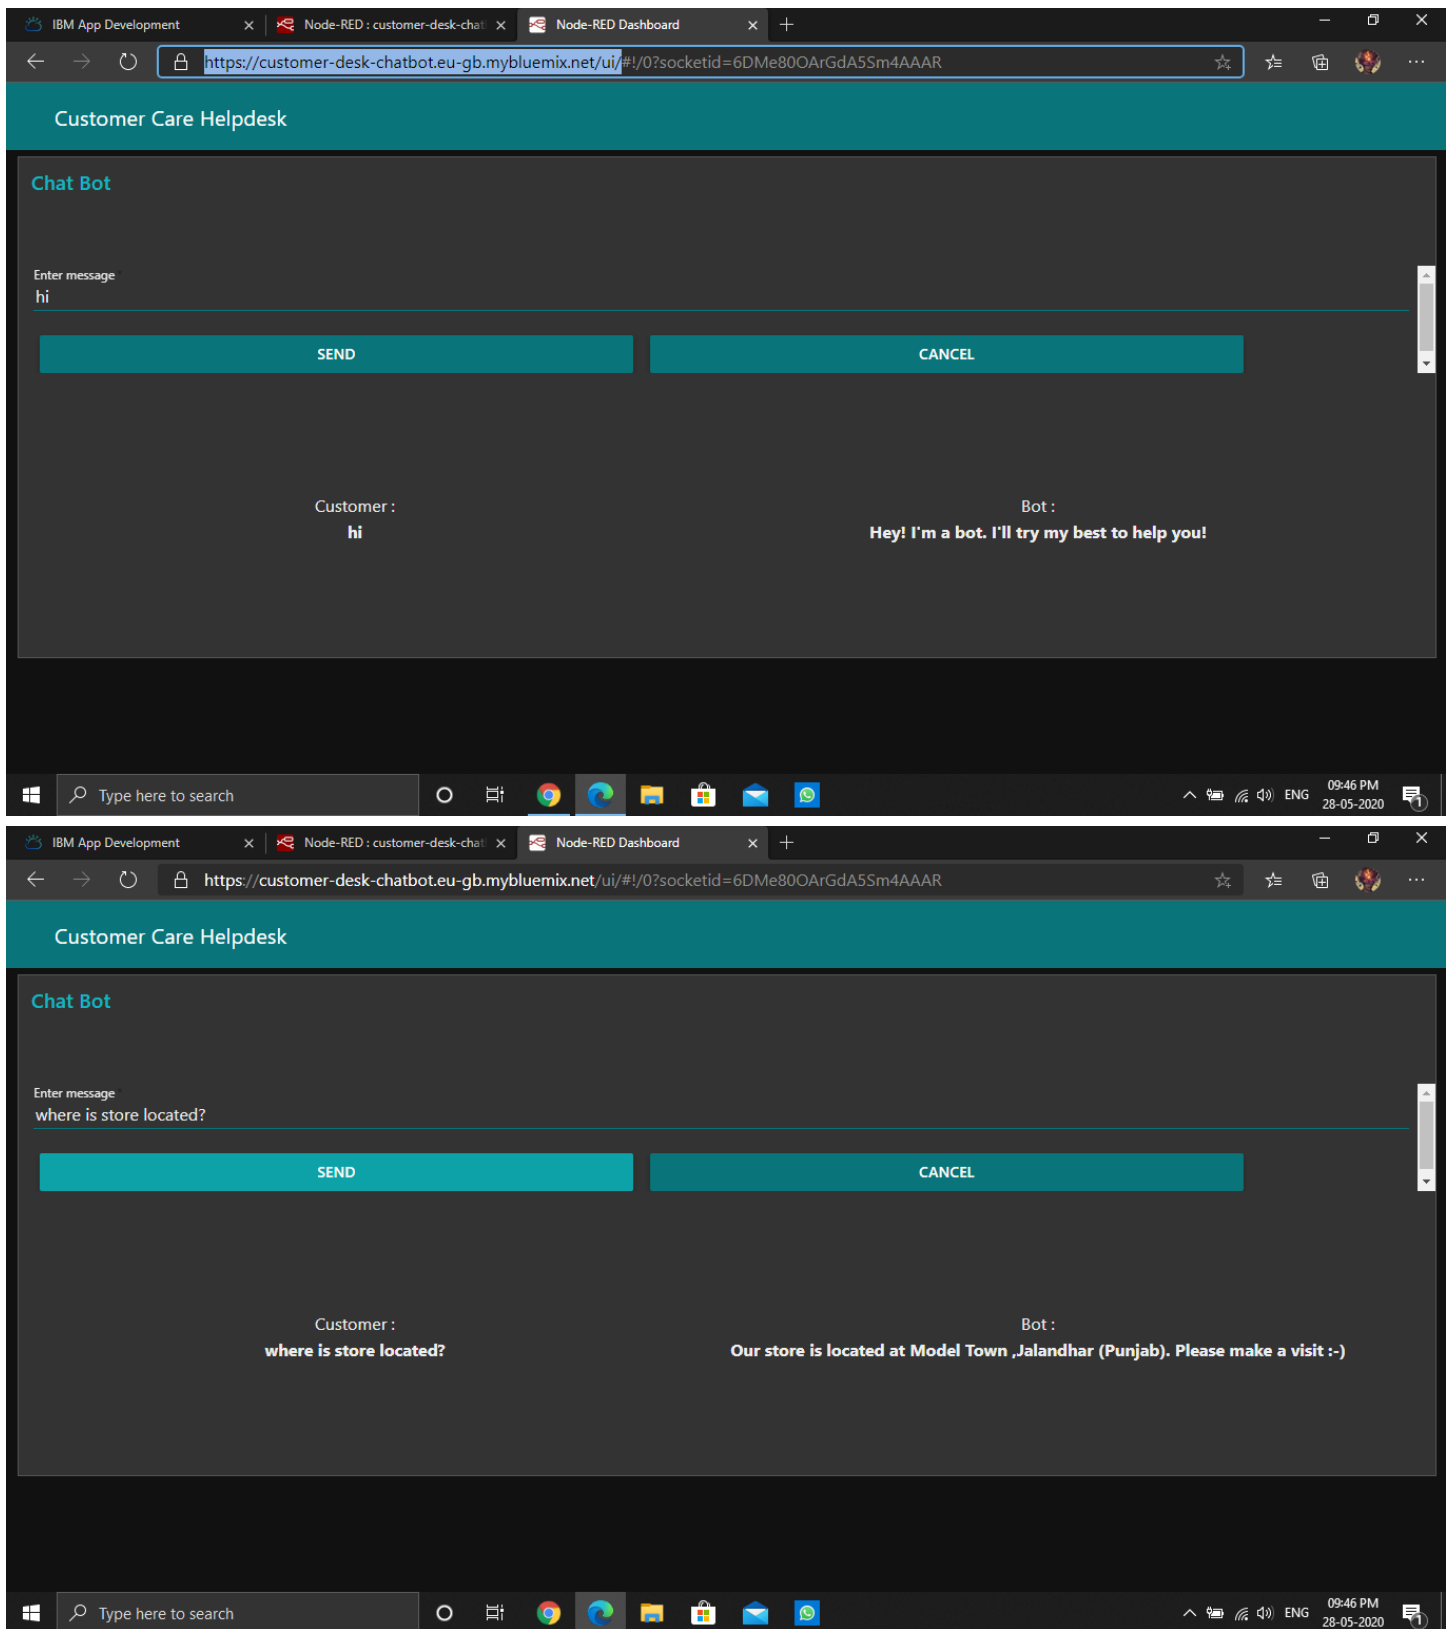 IBM App Development
Node-RED : customer-desk-chat
Node-RED Dashboard
https://customer-desk-chatbot.eu-gb.mybluemix.net/ui/#!/0?socketid=6DMe80OArGdA5Sm4AAAR
Customer Care Helpdesk
Chat Bot
Enter message
hi
SEND CANCEL
Customer : Bot :
hi Hey! I'm a bot. I'll try my best to help you!
Type here to search
ENG
09:46 PM
28-05-2020
1
IBM App Development
Node-RED : customer-desk-chat
Node-RED Dashboard
https://customer-desk-chatbot.eu-gb.mybluemix.net/ui/#!/0?socketid=6DMe80OArGdA5Sm4AAAR
Customer Care Helpdesk
Chat Bot
Enter message
where is store located?
SEND CANCEL
Customer : Bot :
where is store located? Our store is located at Model Town ,Jalandhar (Punjab). Please make a visit :-)
Type here to search
ENG
09:46 PM
28-05-2020
1